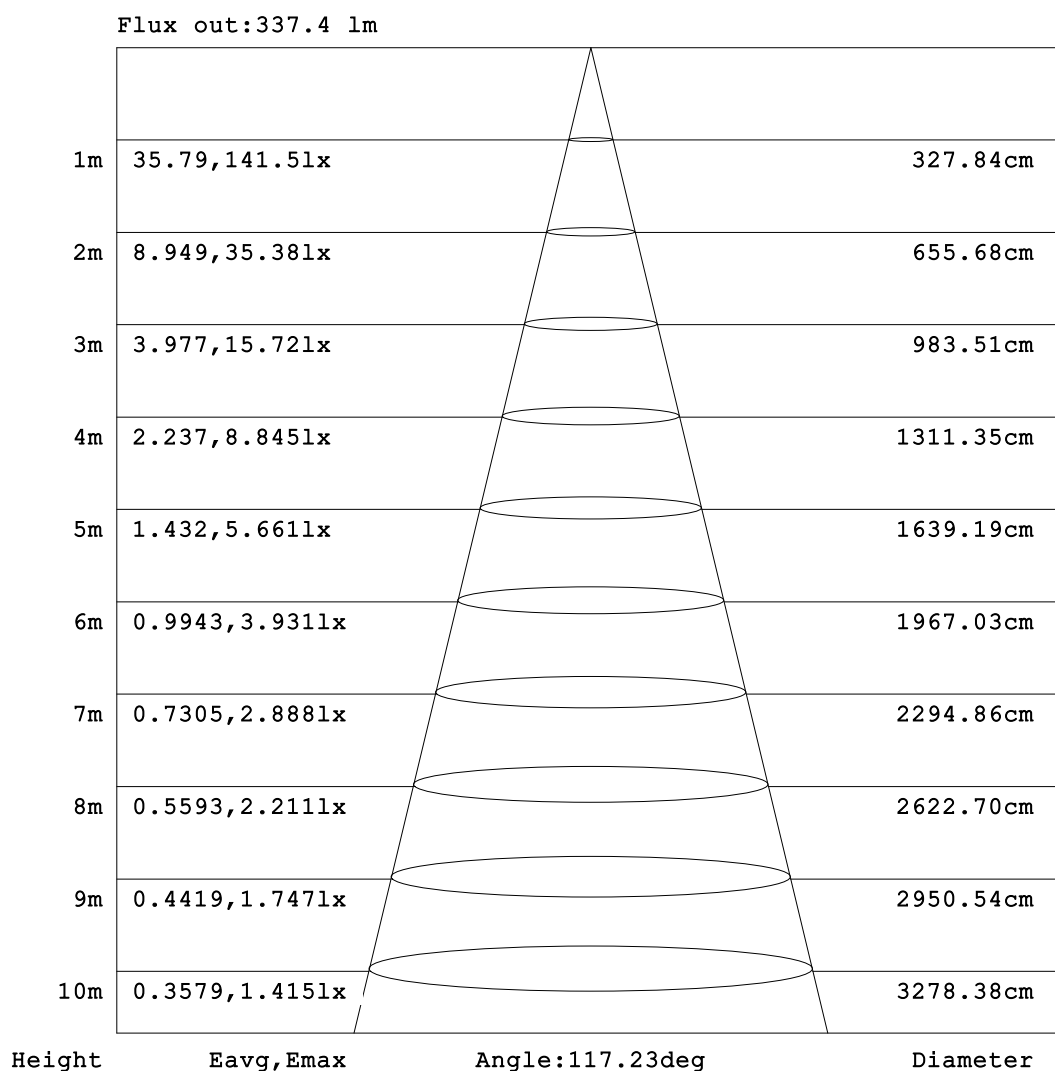 Flux out:337.4 lm
1m 35.79,141.5lx 327.84cm
2m 8.949,35.38lx 655.68cm
3m 3.977,15.72lx 983.51cm
4m 2.237,8.845lx 1311.35cm
5m 1.432,5.661lx 1639.19cm
6m 0.9943,3.931lx 1967.03cm
7m 0.7305,2.888lx 2294.86cm
8m 0.5593,2.211lx 2622.70cm
9m 0.4419,1.747lx 2950.54cm
10m 0.3579,1.415lx 3278.38cm
Height Eavg,Emax Angle:117.23deg Diameter